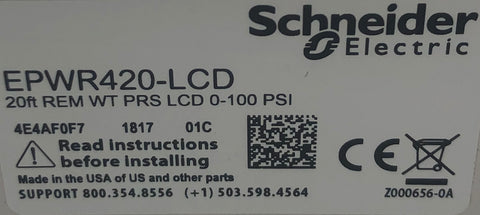 Schneider
Electric
EPWR420-LCD
20ft REM WT PRS LCD 0-100 PSI
4E4AF0F7 1817 01C
Read instructions
before installing
Made in the USA of US and other parts
SUPPORT 800.354.8556 (+1) 503.598.4564
CE
Z000656-0A